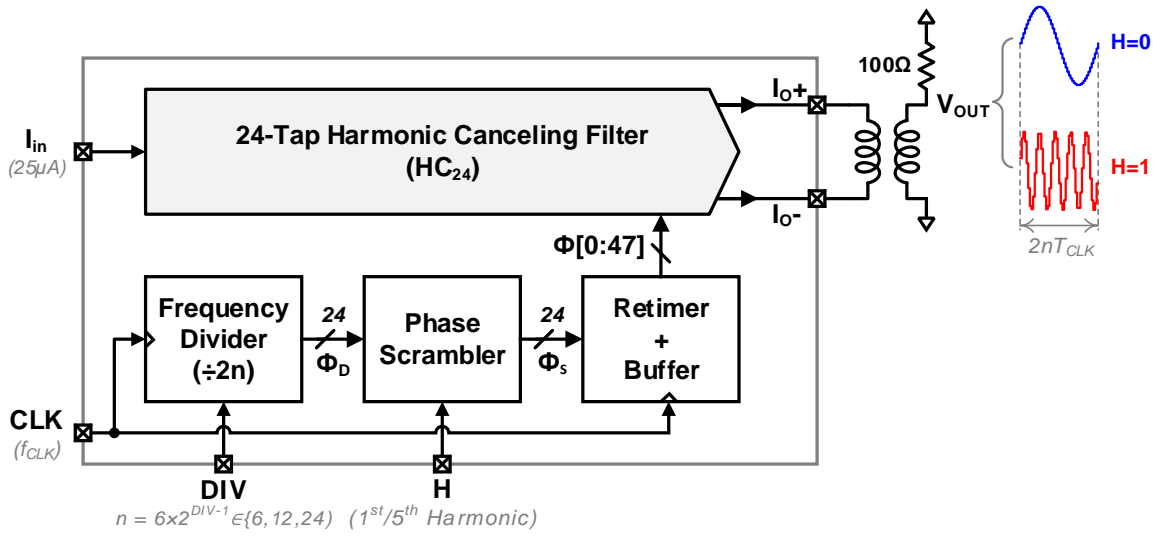 24-Tap Harmonic Canceling Filter
(HC24)
Iin
(25µA)
IO+
IO-
100Ω
VOUT
H=0
H=1
2nTCLK
Φ[0:47]
Frequency
Divider
(÷2n)
24
ΦD
Phase
Scrambler
24
Φs
Retimer
+
Buffer
CLK
(fCLK)
DIV
H
n = 6×2DIV-1∈{6,12,24) (1st/5th Harmonic)